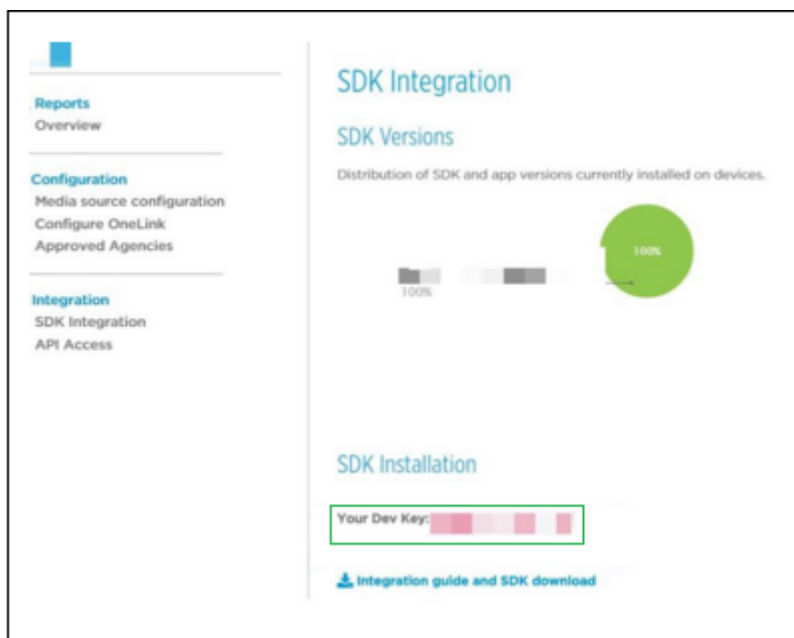 Reports
Overview
Configuration
Media source configuration
Configure OneLink
Approved Agencies
Integration
SDK Integration
API Access
SDK Integration
SDK Versions
Distribution of SDK and app versions currently installed on devices.
100%
100%
SDK Installation
Your Dev Key:
Integration guide and SDK download